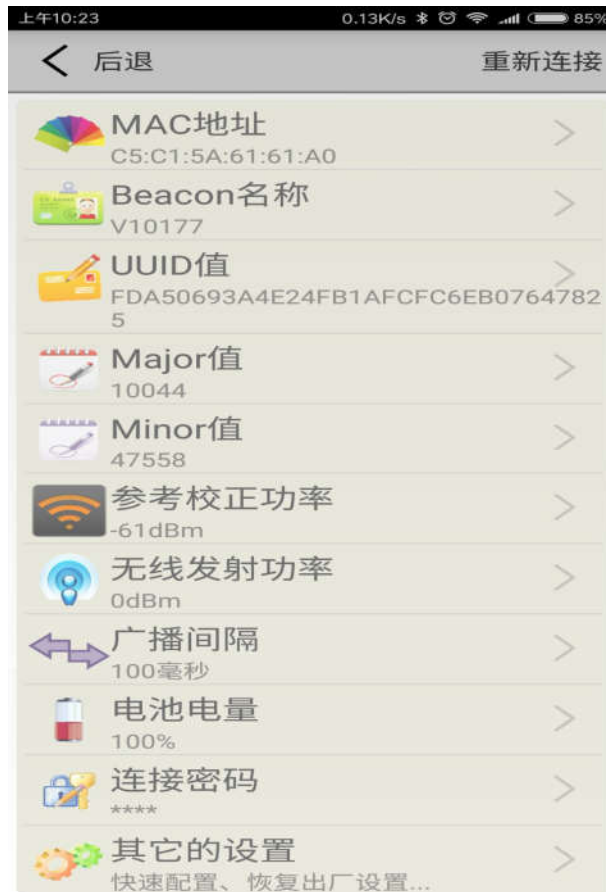 上午10:23 0.13K/s 85%
后退 重新连接
MAC地址
C5:C1:5A:61:61:A0
Beacon名称
V10177
UUID值
FDA50693A4E24FB1AFCFC6EB0764782
5
Major值
10044
Minor值
47558
参考校正功率
-61dBm
无线发射功率
0dBm
广播间隔
100毫秒
电池电量
100%
连接密码
****
其它的设置
快速配置、恢复出厂设置...